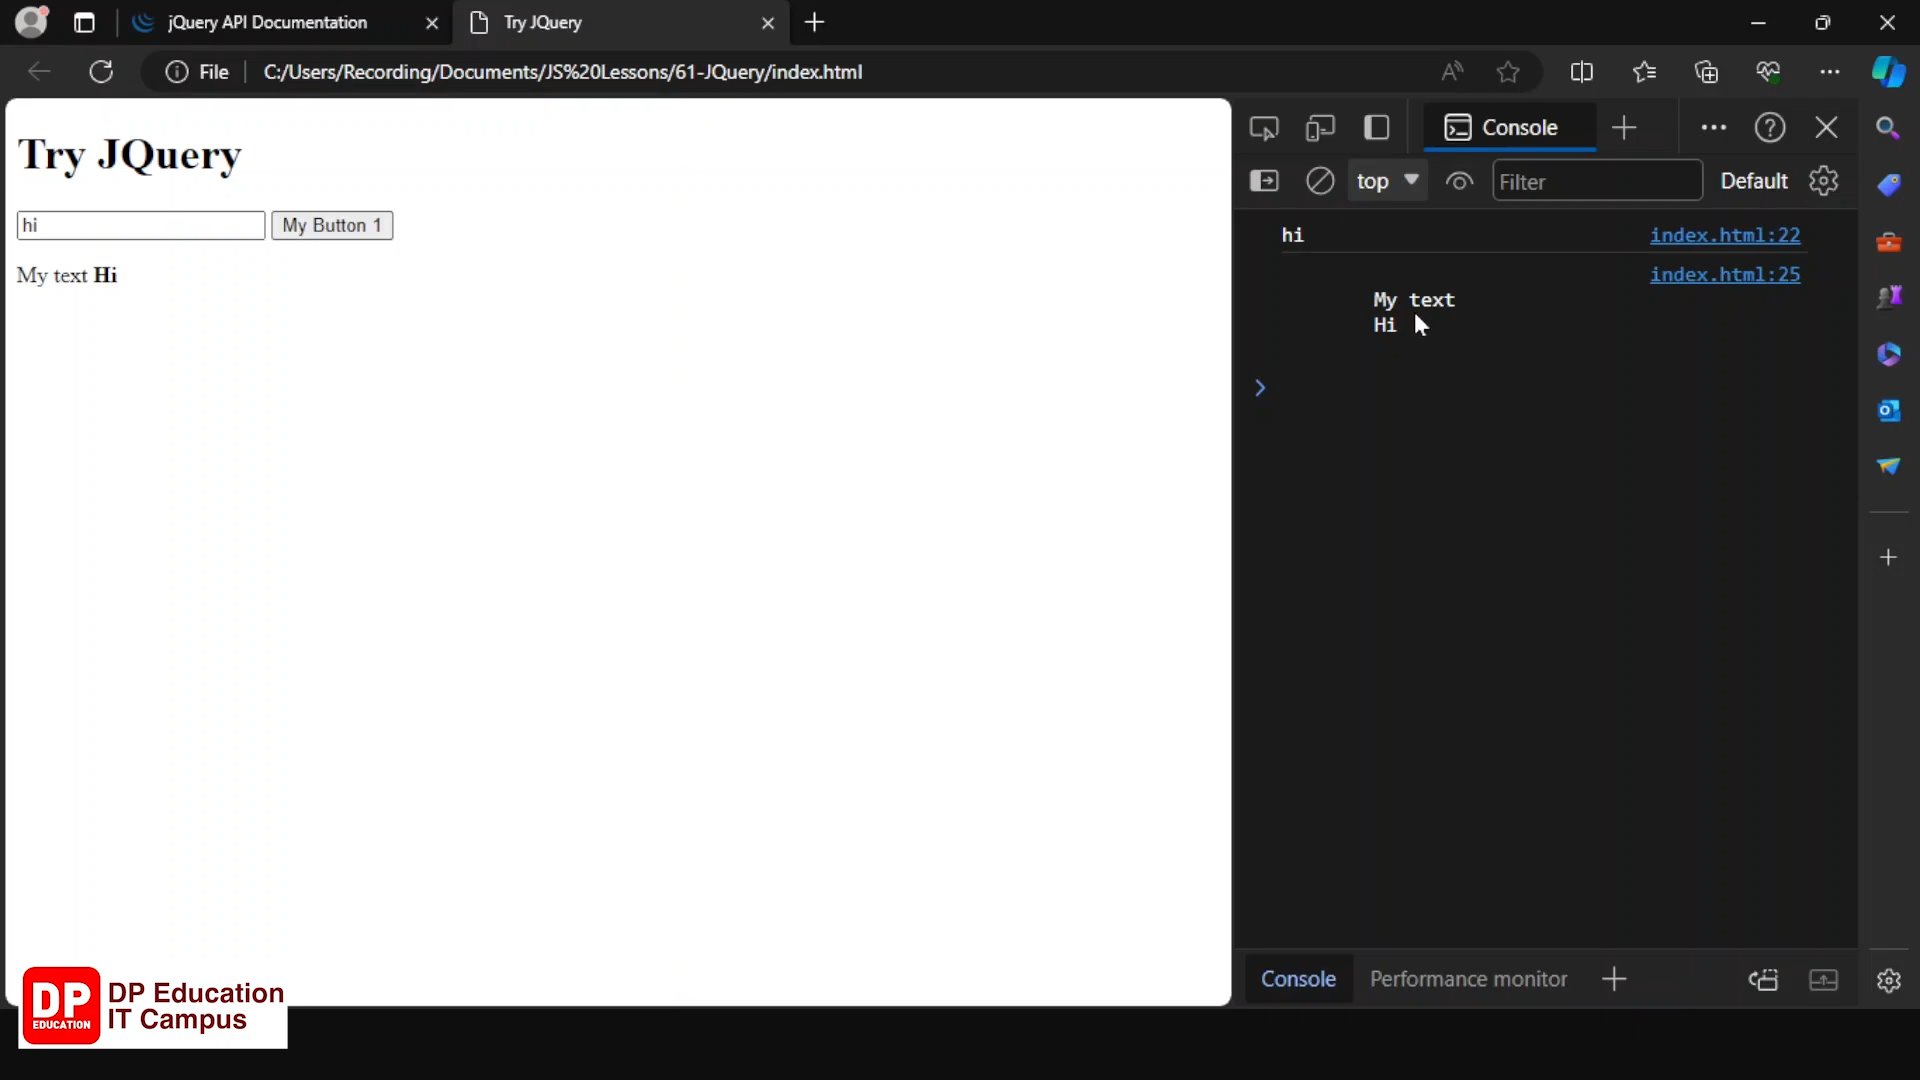 jQuery API Documentation
Try JQuery
File
C:/Users/Recording/Documents/JS%20Lessons/61-JQuery/index.html
Try JQuery
hi
My Button 1
My text Hi
Console
top
Filter
Default
hi
index.html:22
index.html:25
My text
Hi
Console
Performance monitor
DP
EDUCATION
DP Education
IT Campus